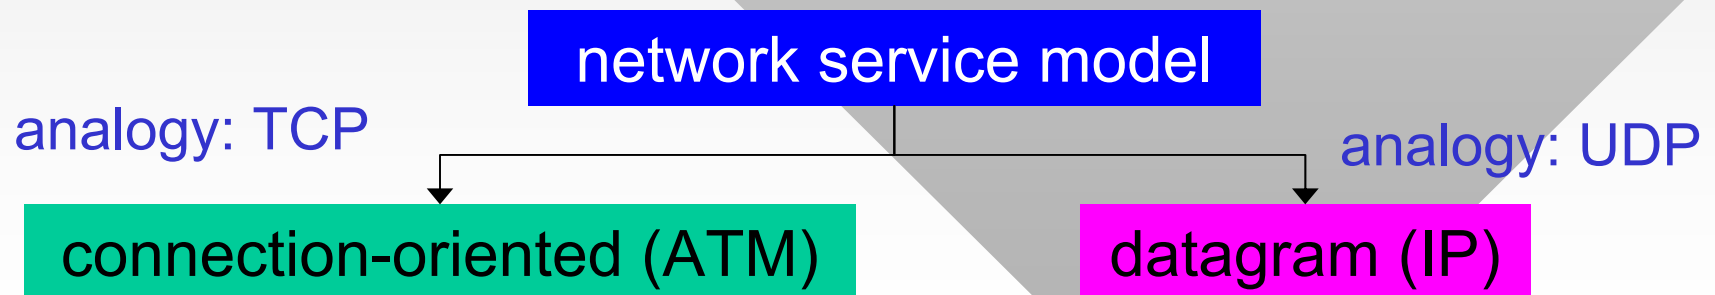 network service model
analogy: TCP
analogy: UDP
connection-oriented (ATM)
datagram (IP)